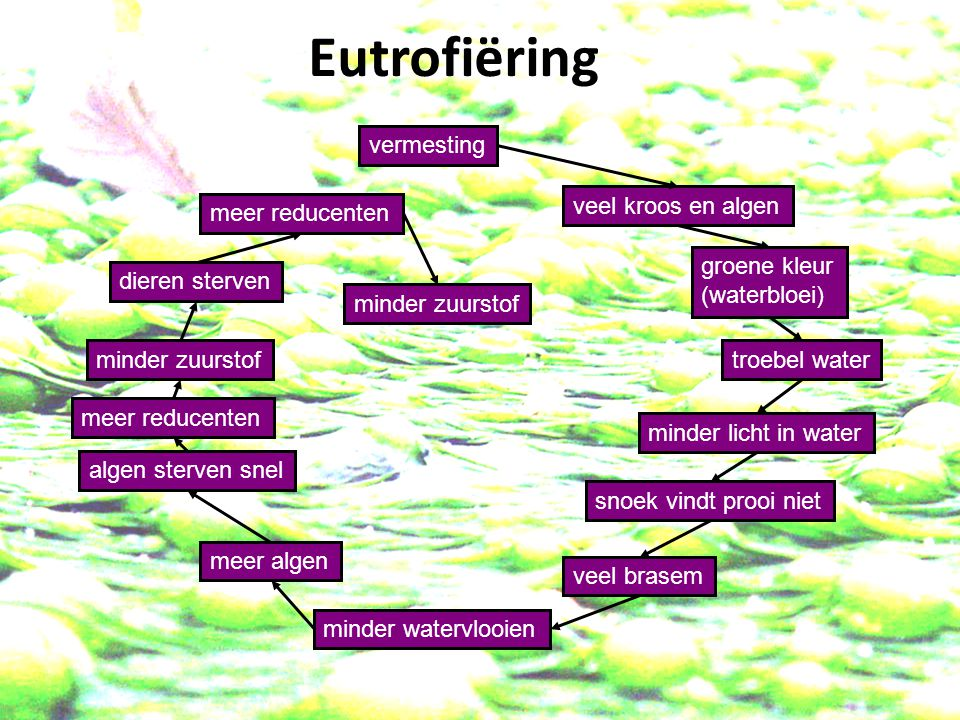 Eutrofiëring
vermesting
veel kroos en algen
groene kleur
(waterbloei)
troebel water
minder licht in water
snoek vindt prooi niet
veel brasem
minder watervlooien
meer algen
algen sterven snel
meer reducenten
minder zuurstof
dieren sterven
meer reducenten
minder zuurstof